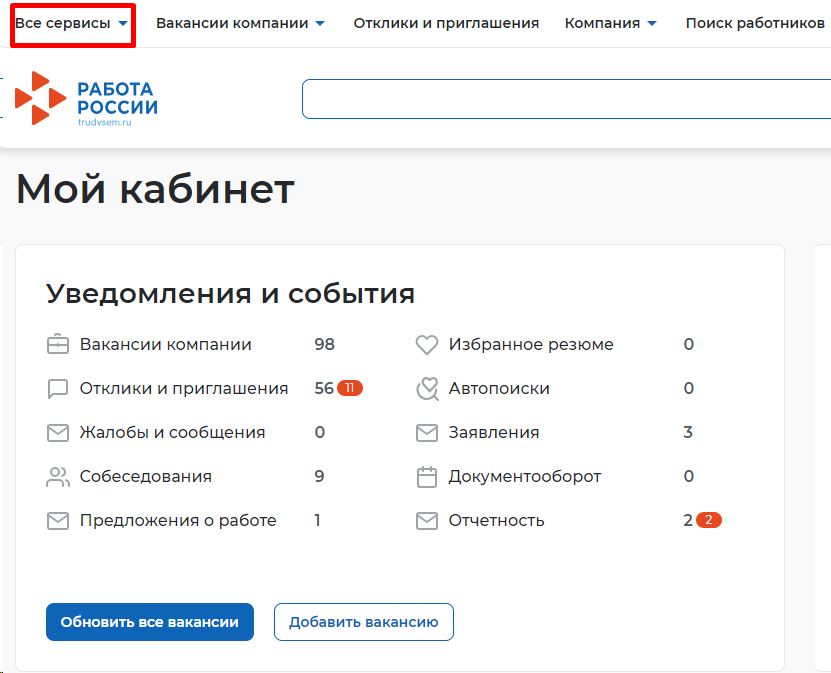 Все сервисы Вакансии компании Отклики и приглашения Компания Поиск работников
РАБОТА
РОССИИ
trudvsem.ru
Мой кабинет
Уведомления и события
Вакансии компании 98 Избранное резюме 0
Отклики и приглашения 56 11 Автопоиски 0
Жалобы и сообщения 0 Заявления 3
Собеседования 9 Документооборот 0
Предложения о работе 1 Отчетность 2 2
Обновить все вакансии Добавить вакансию